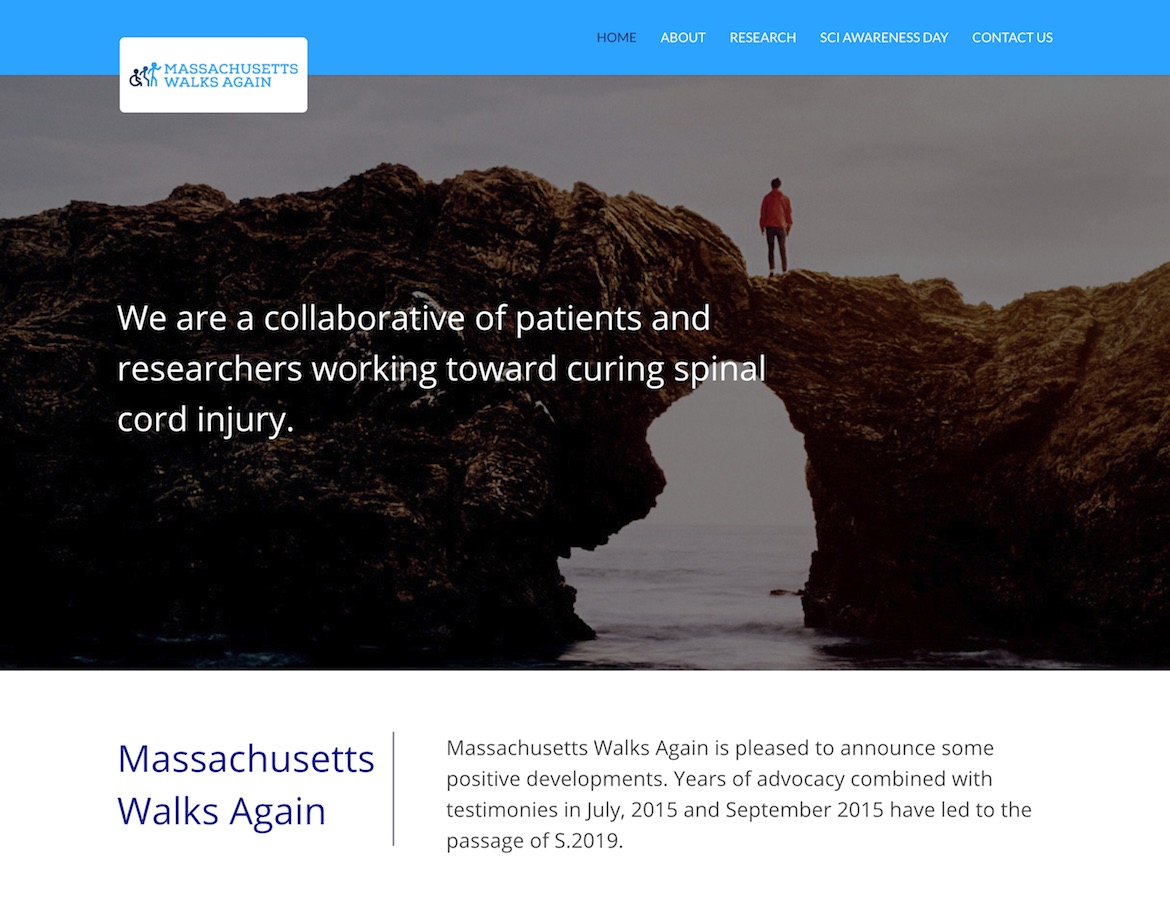 HOME ABOUT RESEARCH SCI AWARENESS DAY CONTACT US
MASSACHUSETTS
WALKS AGAIN
We are a collaborative of patients and
researchers working toward curing spinal
cord injury.
Massachusetts
Walks Again
Massachusetts Walks Again is pleased to announce some
positive developments. Years of advocacy combined with
testimonies in July, 2015 and September 2015 have led to the
passage of S.2019.